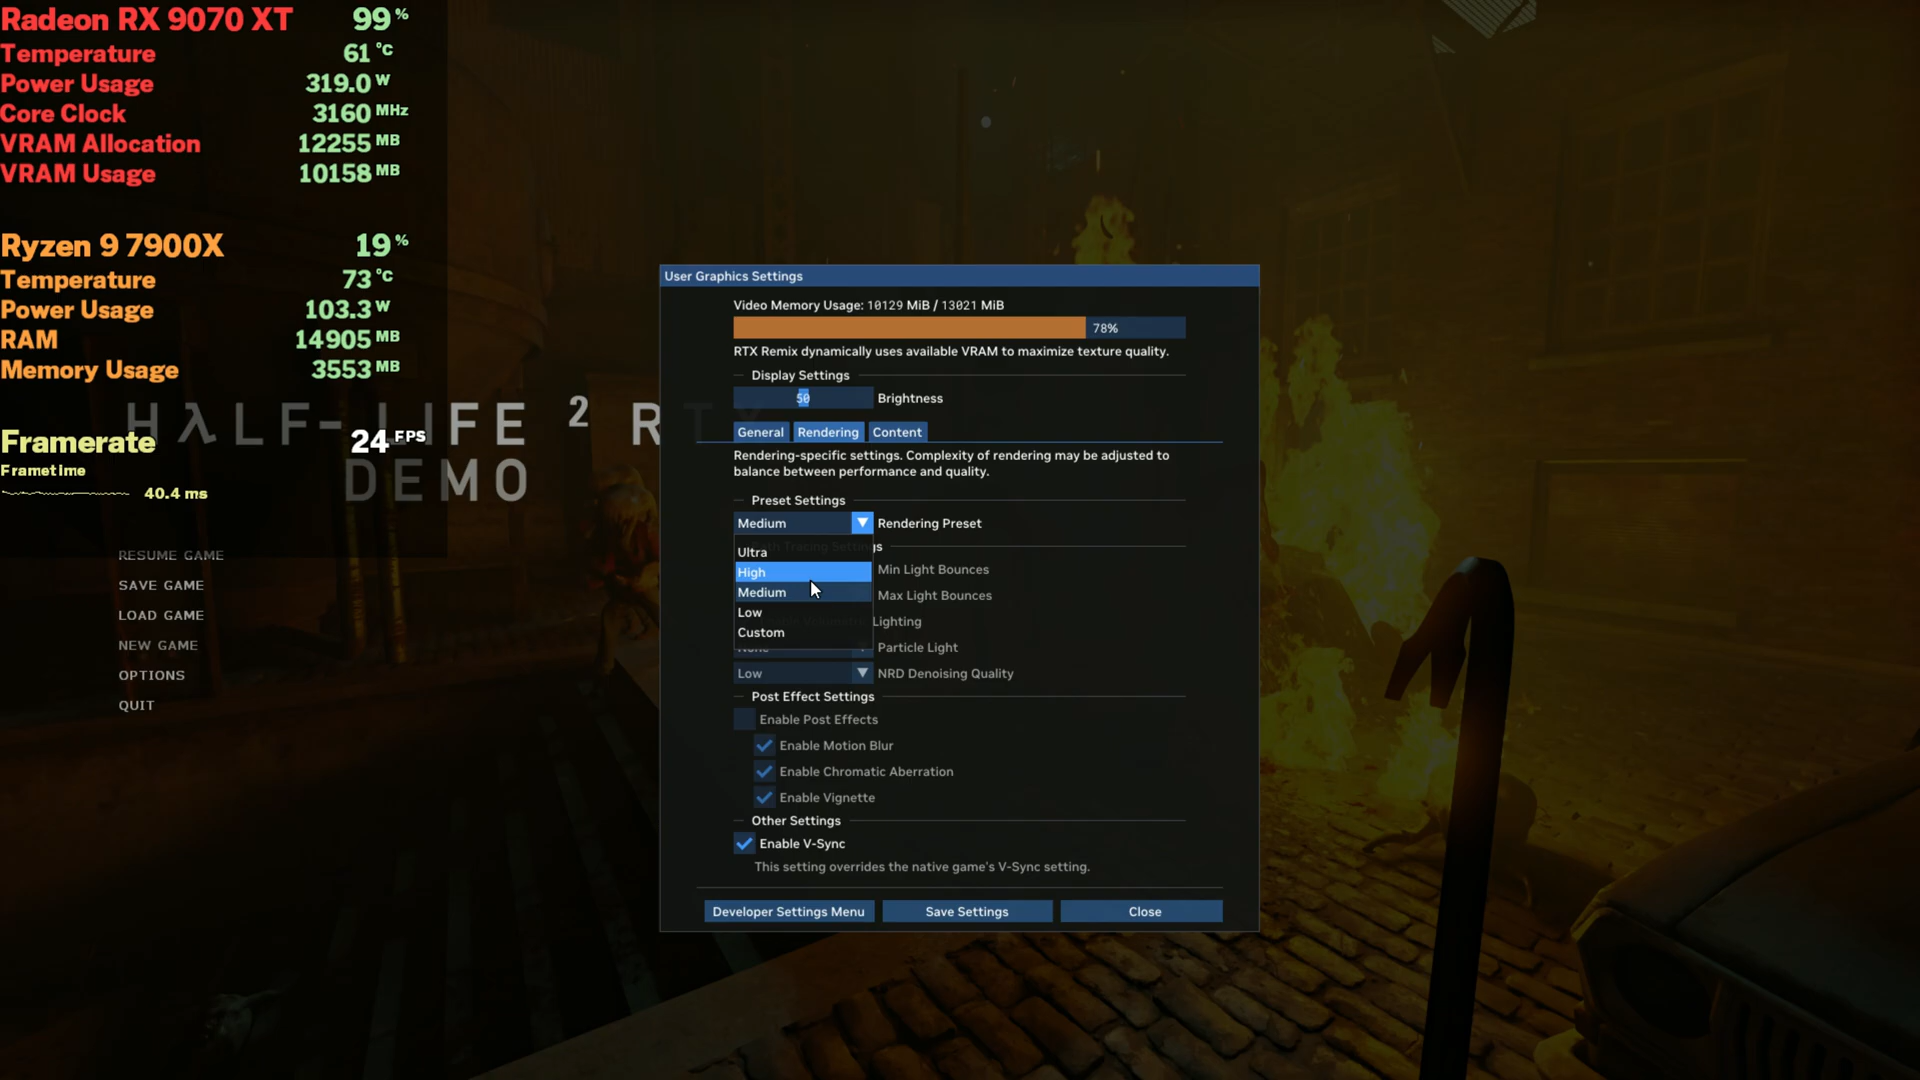 Radeon RX 9070 XT 99 %
Temperature 61 °C
Power Usage 319.0 W
Core Clock 3160 MHz
VRAM Allocation 12255 MB
VRAM Usage 10158 MB
Ryzen 9 7900X 19 %
Temperature 73 °C
Power Usage 103.3 W
RAM 14905 MB
Memory Usage 3553 MB
HλLF-LIFE 2 RTX
DEMO
Framerate 24 FPS
Frametime
40.4 ms
RESUME GAME
SAVE GAME
LOAD GAME
NEW GAME
OPTIONS
QUIT
User Graphics Settings
Video Memory Usage: 10129 MiB / 13021 MiB
78%
RTX Remix dynamically uses available VRAM to maximize texture quality.
Display Settings
50 Brightness
General Rendering Content
Rendering-specific settings. Complexity of rendering may be adjusted to
balance between performance and quality.
Preset Settings
Medium Rendering Preset
Path Tracing Settings
Ultra
High
Medium
Low
Custom
Min Light Bounces
Max Light Bounces
Lighting
Particle Light
Low NRD Denoising Quality
Post Effect Settings
Enable Post Effects
Enable Motion Blur
Enable Chromatic Aberration
Enable Vignette
Other Settings
Enable V-Sync
This setting overrides the native game's V-Sync setting.
Developer Settings Menu Save Settings Close